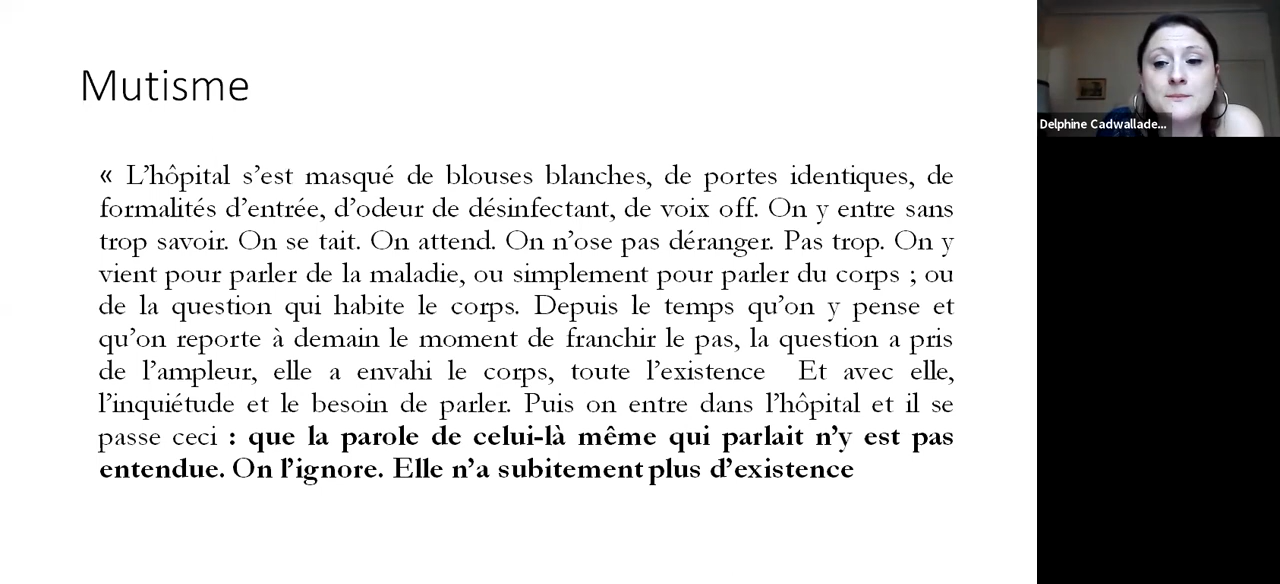 Mutisme
« L’hôpital s’est masqué de blouses blanches, de portes identiques, de
formalités d’entrée, d’odeur de désinfectant, de voix off. On y entre sans
trop savoir. On se tait. On attend. On n’ose pas déranger. Pas trop. On y
vient pour parler de la maladie, ou simplement pour parler du corps ; ou
de la question qui habite le corps. Depuis le temps qu’on y pense et
qu’on reporte à demain le moment de franchir le pas, la question a pris
de l’ampleur, elle a envahi le corps, toute l’existence  Et avec elle,
l’inquiétude et le besoin de parler. Puis on entre dans l’hôpital et il se
passe ceci : que la parole de celui-là même qui parlait n’y est pas
entendue. On l’ignore. Elle n’a subitement plus d’existence
Delphine Cadwallade...